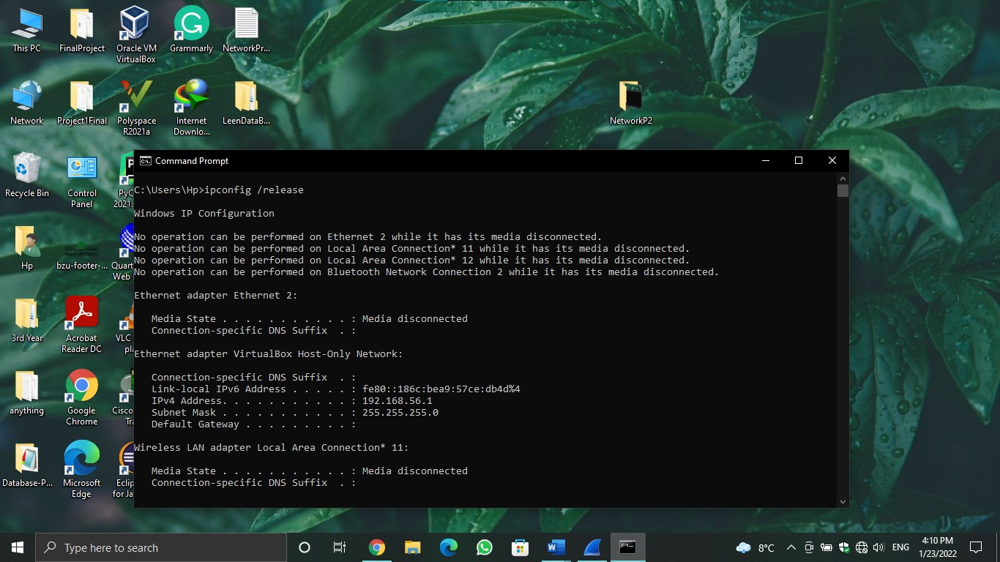 This PC
FinalProject
Oracle VM
VirtualBox
Grammarly
NetworkPr...
Network
Project1Final
Polyspace
R2021a
Internet
Downlo...
LeenDataB...
NetworkP2
Recycle Bin
Control
Panel
PyC
2021.
Hp
bzu-footer-...
Quart
Web
3rd Year
Acrobat
Reader DC
VLC
pla
anything
Google
Chrome
Cisco
Tra
Database-P...
Microsoft
Edge
Eclip
for Ja
Command Prompt
C:\Users\Hp>ipconfig /release
Windows IP Configuration
No operation can be performed on Ethernet 2 while it has its media disconnected.
No operation can be performed on Local Area Connection* 11 while it has its media disconnected.
No operation can be performed on Local Area Connection* 12 while it has its media disconnected.
No operation can be performed on Bluetooth Network Connection 2 while it has its media disconnected.
Ethernet adapter Ethernet 2:
Media State . . . . . . . . . . . : Media disconnected
Connection-specific DNS Suffix  . :
Ethernet adapter VirtualBox Host-Only Network:
Connection-specific DNS Suffix  . :
Link-local IPv6 Address . . . . . : fe80::186c:bea9:57ce:db4d%4
IPv4 Address. . . . . . . . . . . : 192.168.56.1
Subnet Mask . . . . . . . . . . . : 255.255.255.0
Default Gateway . . . . . . . . . :
Wireless LAN adapter Local Area Connection* 11:
Media State . . . . . . . . . . . : Media disconnected
Connection-specific DNS Suffix  . :
Type here to search
8°C
ENG
4:10 PM
1/23/2022